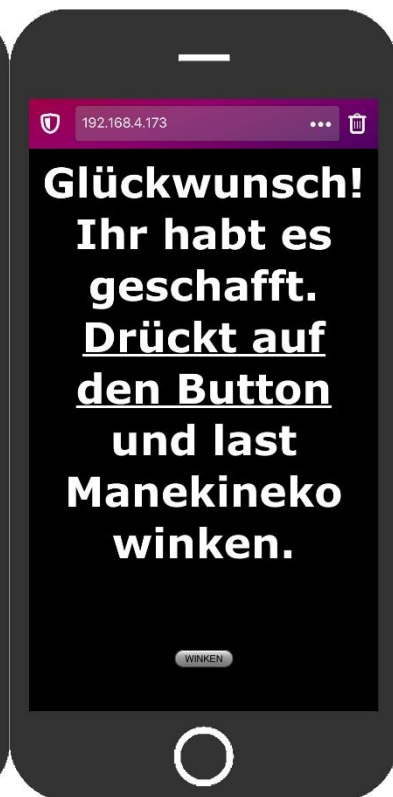 192.168.4.173
Glückwunsch!
Ihr habt es
geschafft.
Drückt auf
den Button
und last
Manekineko
winken.
WINKEN